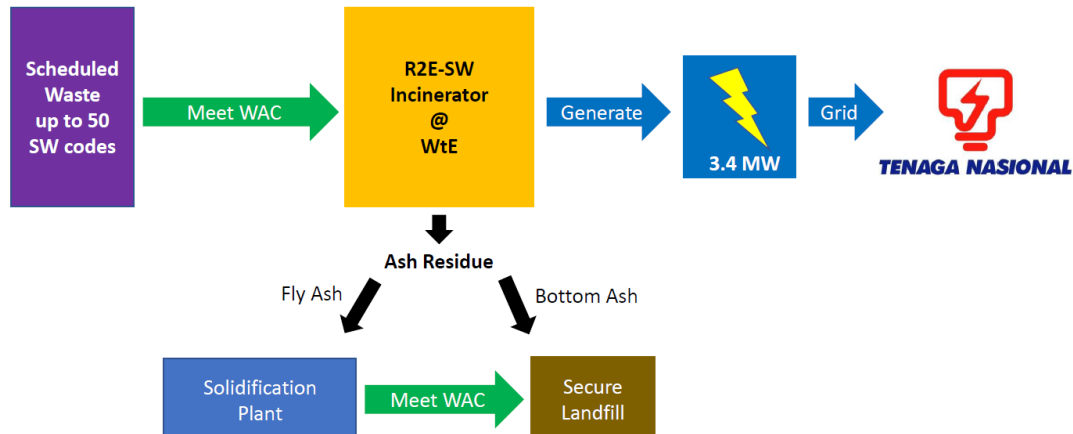 Scheduled
Waste
up to 50
SW codes
Meet WAC
R2E-SW
Incinerator
@
WtE
Generate
3.4 MW
Grid
TENAGA NASIONAL
Ash Residue
Fly Ash
Bottom Ash
Solidification
Plant
Meet WAC
Secure
Landfill